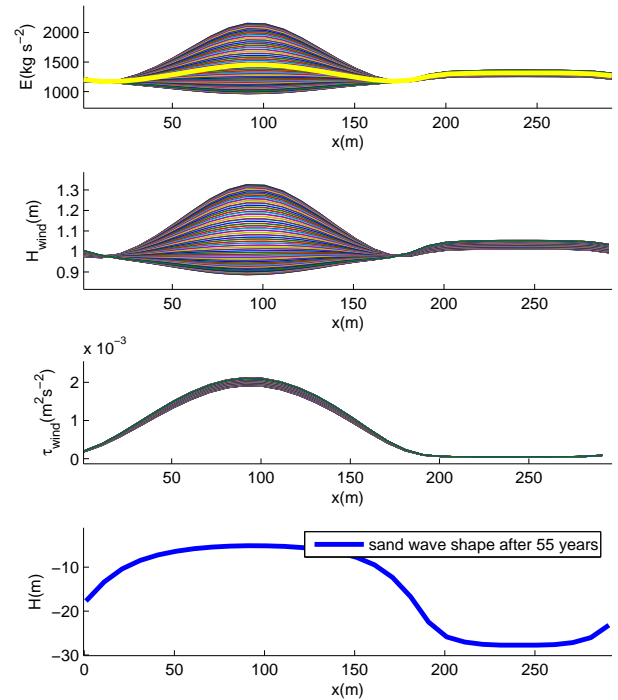 2000
1500
1000
E(kg s⁻²)
50 100 150 200 250
x(m)
1.3
1.2
1.1
1
0.9
H_wind(m)
50 100 150 200 250
x(m)
x 10⁻³
2
1
0
τ_wind(m²s⁻²)
50 100 150 200 250
x(m)
sand wave shape after 55 years
−10
−20
−30
H(m)
0 50 100 150 200 250
x(m)